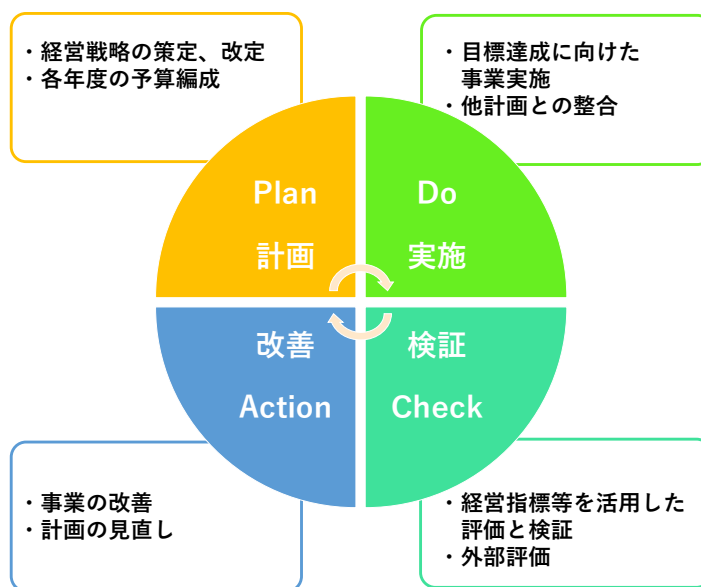 ・経営戦略の策定、改定
・各年度の予算編成
・目標達成に向けた
事業実施
・他計画との整合
Plan
計画
Do
実施
改善
Action
検証
Check
・事業の改善
・計画の見直し
・経営指標等を活用した
評価と検証
・外部評価